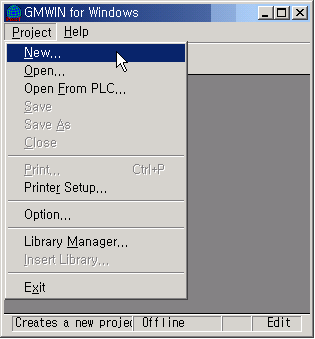 GMWIN for Windows
Project Help
New...
Open...
Open From PLC...
Save
Save As
Close
Print... Ctrl+P
Printer Setup...
Option...
Library Manager...
Insert Library...
Exit
Creates a new projec Offline Edit